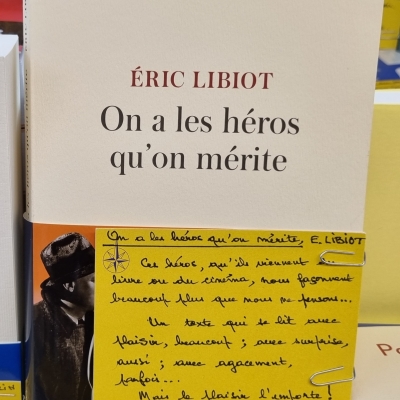 ÉRIC LIBIOT
On a les héros
qu'on mérite
On a les héros qu'on mérite, E. LIBIOT
Ces héros, qu'ils viennent
livre ou du cinéma, nous façonnent
beaucoup plus que nous ne pensons...
Un texte qui se lit avec
plaisir, beaucoup ; avec surprise,
aussi ; avec agacement,
parfois...
Mais le plaisir l'emporte !